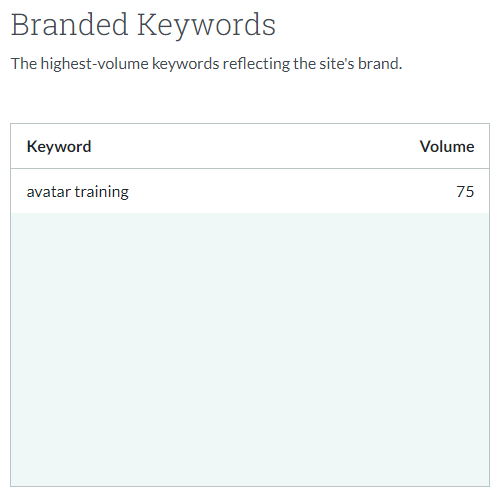 Branded Keywords
The highest-volume keywords reflecting the site's brand.
Keyword Volume
avatar training 75